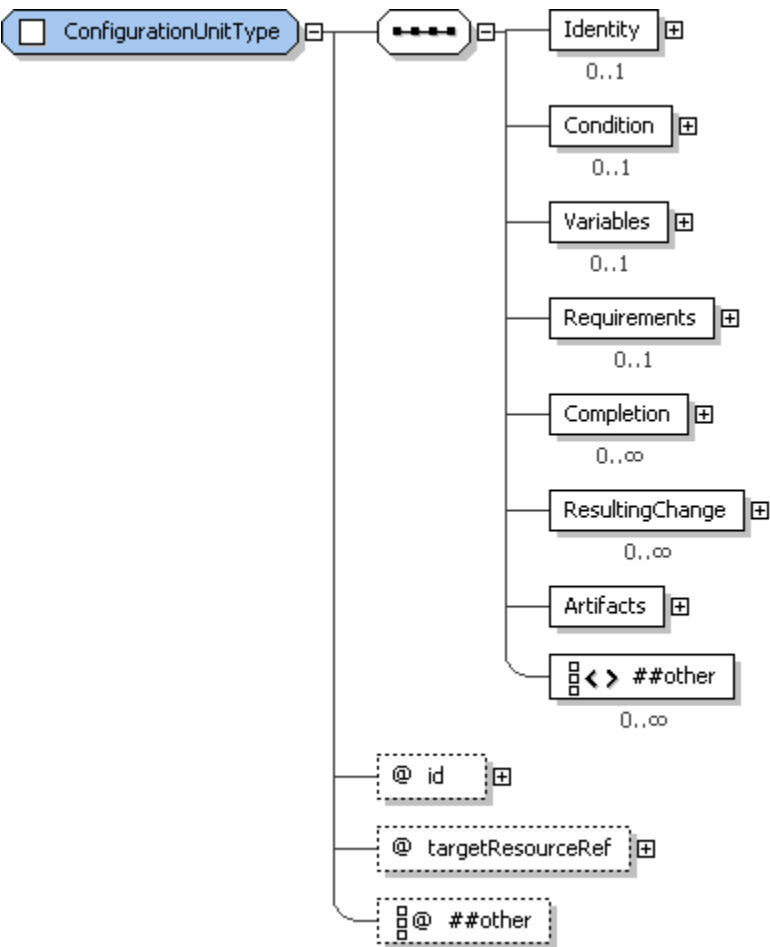 ConfigurationUnitType
Identity
0..1
Condition
0..1
Variables
0..1
Requirements
0..1
Completion
0..∞
ResultingChange
0..∞
Artifacts
##other
0..∞
@ id
@ targetResourceRef
@ ##other